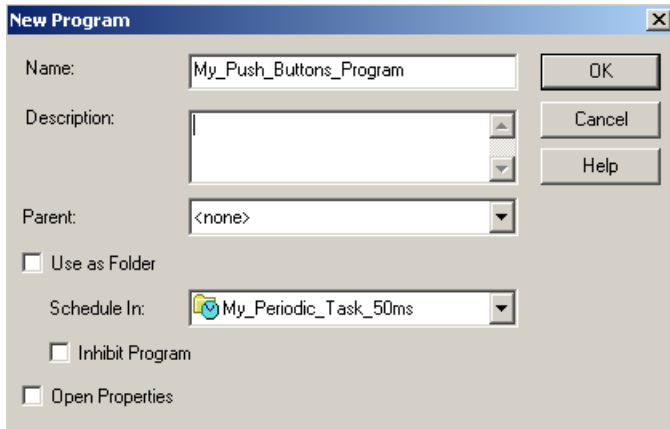 New Program
Name:
My_Push_Buttons_Program
OK
Description:
Cancel
Help
Parent:
<none>
Use as Folder
Schedule In:
My_Periodic_Task_50ms
Inhibit Program
Open Properties